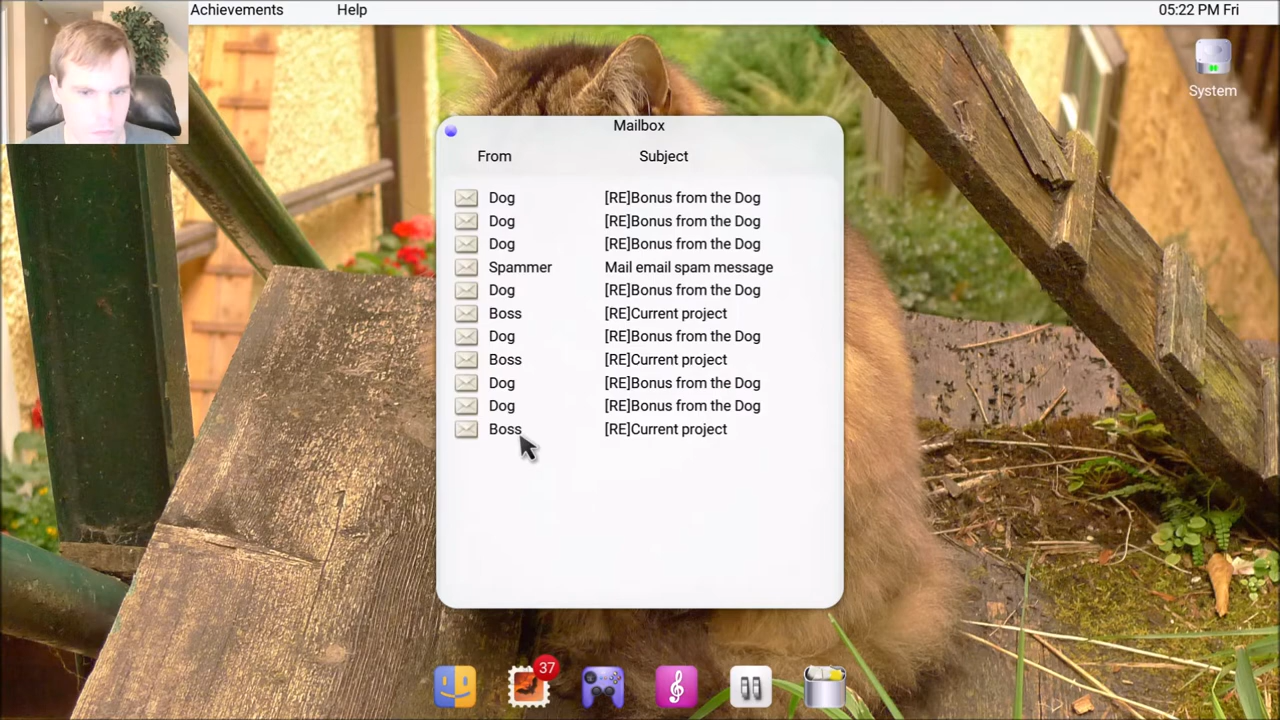 Achievements Help 05:22 PM Fri
System
Mailbox
From Subject
Dog [RE]Bonus from the Dog
Dog [RE]Bonus from the Dog
Dog [RE]Bonus from the Dog
Spammer Mail email spam message
Dog [RE]Bonus from the Dog
Boss [RE]Current project
Dog [RE]Bonus from the Dog
Boss [RE]Current project
Dog [RE]Bonus from the Dog
Dog [RE]Bonus from the Dog
Boss [RE]Current project
37